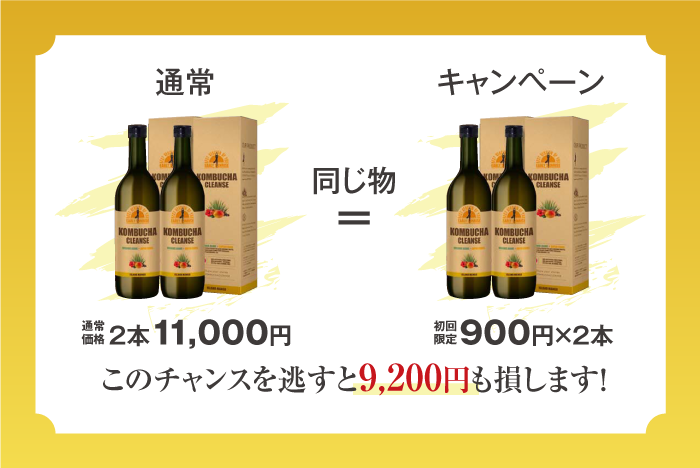 通常
キャンペーン
KOMBUCHA
CLEANSE
KOMBUCHA
CLEANSE
同じ物
=
KOMBUCHA
CLEANSE
KOMBUCHA
CLEANSE
通常価格 2本 11,000円
初回限定 900円×2本
このチャンスを逃すと9,200円も損します!